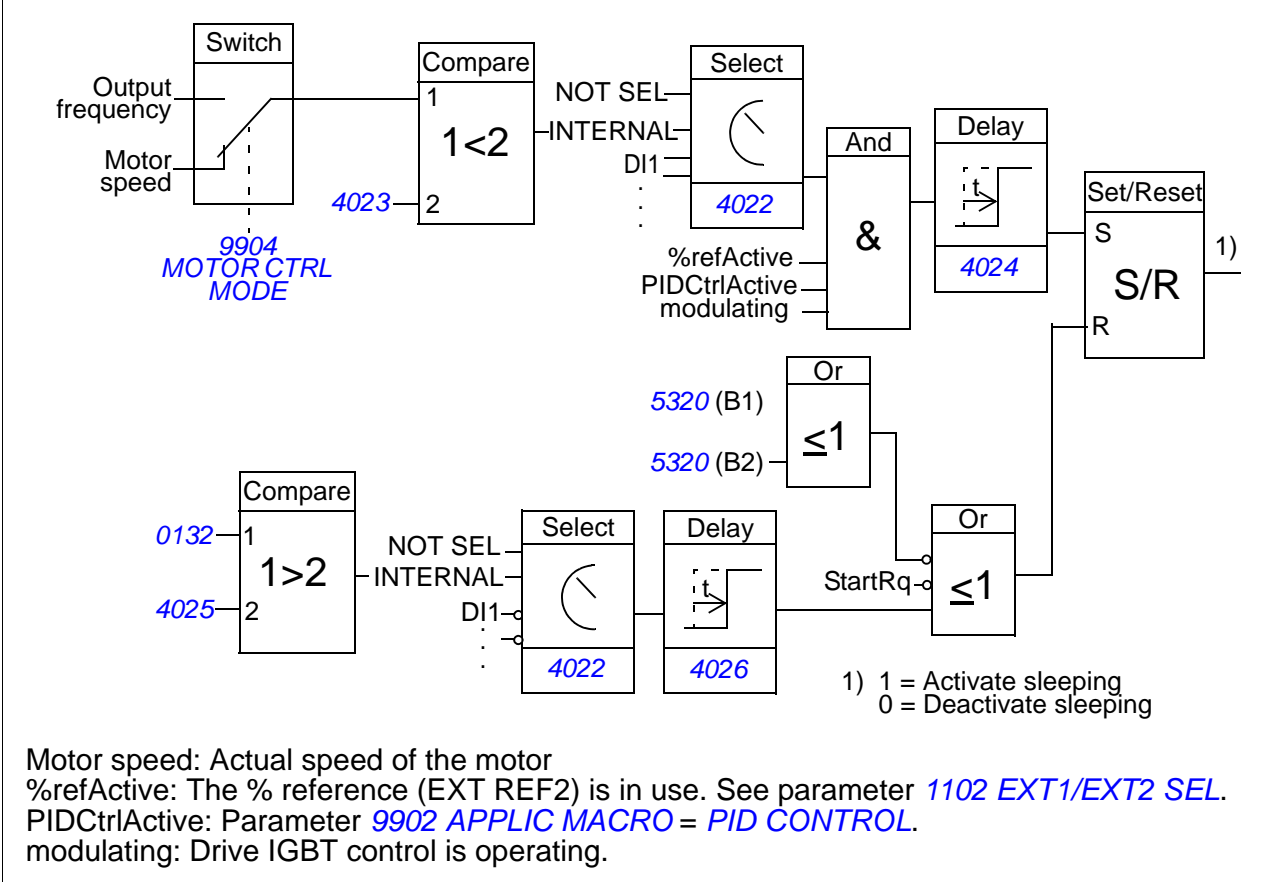 Switch
Output
frequency
Motor
speed
9904
MOTOR CTRL
MODE
Compare
1
1<2
4023
2
NOT SEL
INTERNAL
DI1
.
.
.
Select
4022
%refActive
PIDCtrlActive
modulating
And
&
Delay
t
4024
Set/Reset
S
S/R
R
1)
5320 (B1)
5320 (B2)
Or
≤1
Compare
0132
1
1>2
4025
2
NOT SEL
INTERNAL
DI1
.
.
.
Select
4022
Delay
t
4026
StartRq
Or
≤1
1) 1 = Activate sleeping
0 = Deactivate sleeping
Motor speed: Actual speed of the motor
%refActive: The % reference (EXT REF2) is in use. See parameter 1102 EXT1/EXT2 SEL.
PIDCtrlActive: Parameter 9902 APPLIC MACRO = PID CONTROL.
modulating: Drive IGBT control is operating.